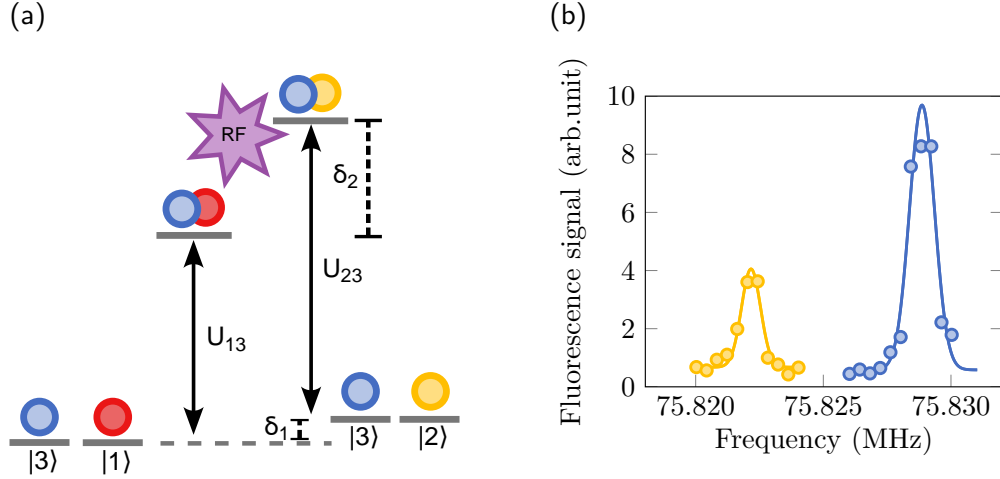 (a)
RF
δ₂
U₂₃
U₁₃
δ₁
|3⟩
|1⟩
|3⟩
|2⟩
(b)
Fluorescence signal (arb.unit)
10
8
6
4
2
0
75.820
75.825
75.830
Frequency (MHz)